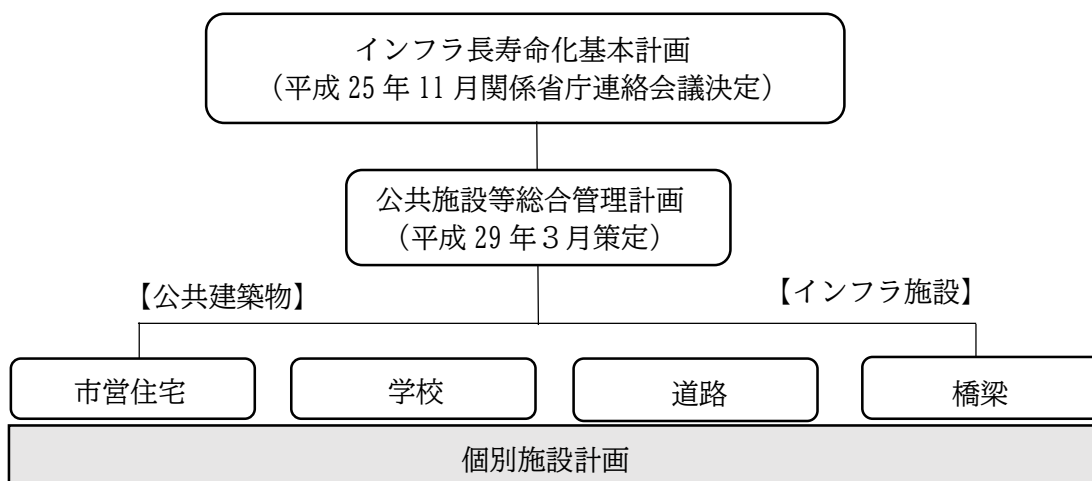 インフラ長寿命化基本計画
（平成 25 年 11 月関係省庁連絡会議決定）
公共施設等総合管理計画
（平成 29 年３月策定）
【公共建築物】
【インフラ施設】
市営住宅
学校
道路
橋梁
個別施設計画